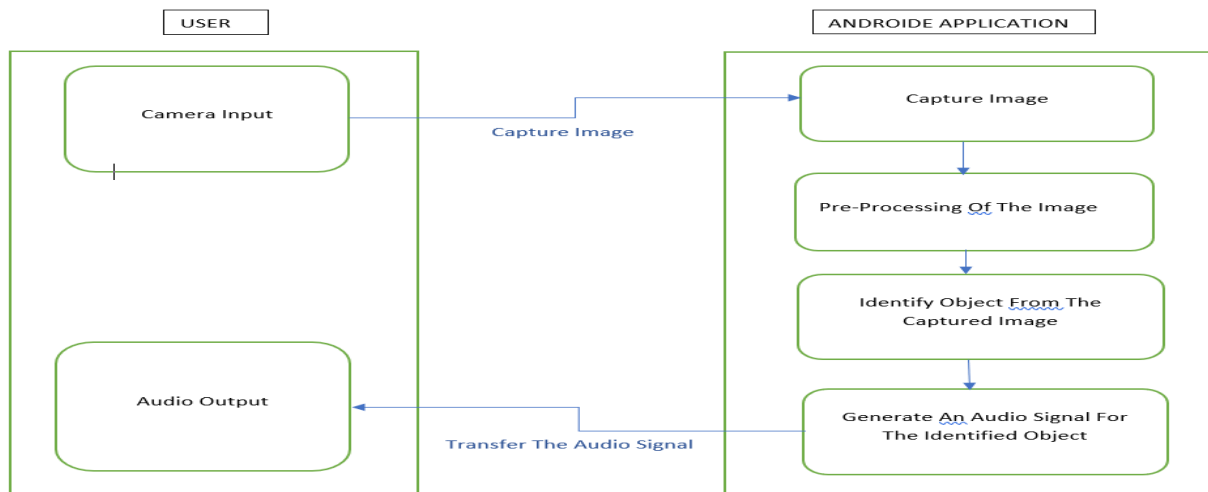 USER
ANDROIDE APPLICATION
Camera Input
Capture Image
Capture Image
Pre-Processing Of The Image
Identify Object From The
Captured Image
Audio Output
Transfer The Audio Signal
Generate An Audio Signal For
The Identified Object